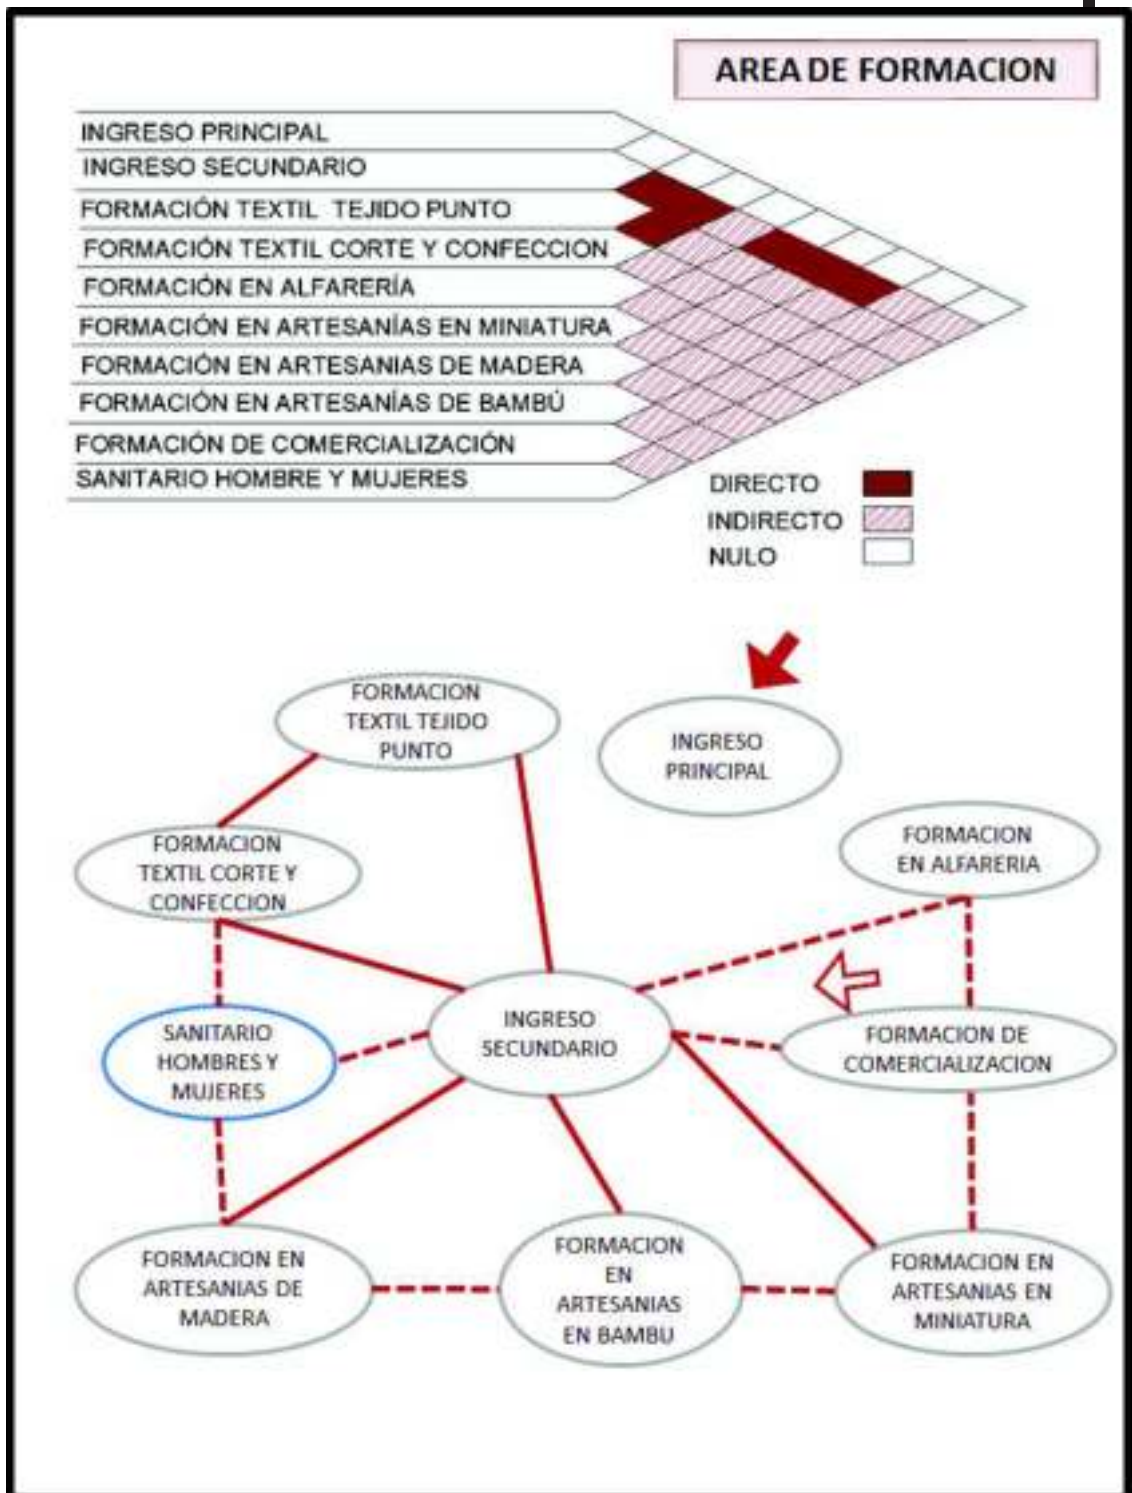 AREA DE FORMACION
INGRESO PRINCIPAL
INGRESO SECUNDARIO
FORMACIÓN TEXTIL TEJIDO PUNTO
FORMACIÓN TEXTIL CORTE Y CONFECCION
FORMACIÓN EN ALFARERÍA
FORMACIÓN EN ARTESANÍAS EN MINIATURA
FORMACIÓN EN ARTESANIAS DE MADERA
FORMACIÓN EN ARTESANÍAS DE BAMBÚ
FORMACIÓN DE COMERCIALIZACIÓN
SANITARIO HOMBRE Y MUJERES
DIRECTO
INDIRECTO
NULO
FORMACION
TEXTIL TEJIDO
PUNTO
INGRESO
PRINCIPAL
FORMACION
TEXTIL CORTE Y
CONFECCION
FORMACION
EN ALFARERIA
SANITARIO
HOMBRES Y
MUJERES
INGRESO
SECUNDARIO
FORMACION DE
COMERCIALIZACION
FORMACION EN
ARTESANIAS DE
MADERA
FORMACION
EN
ARTESANIAS
EN BAMBU
FORMACION EN
ARTESANIAS EN
MINIATURA